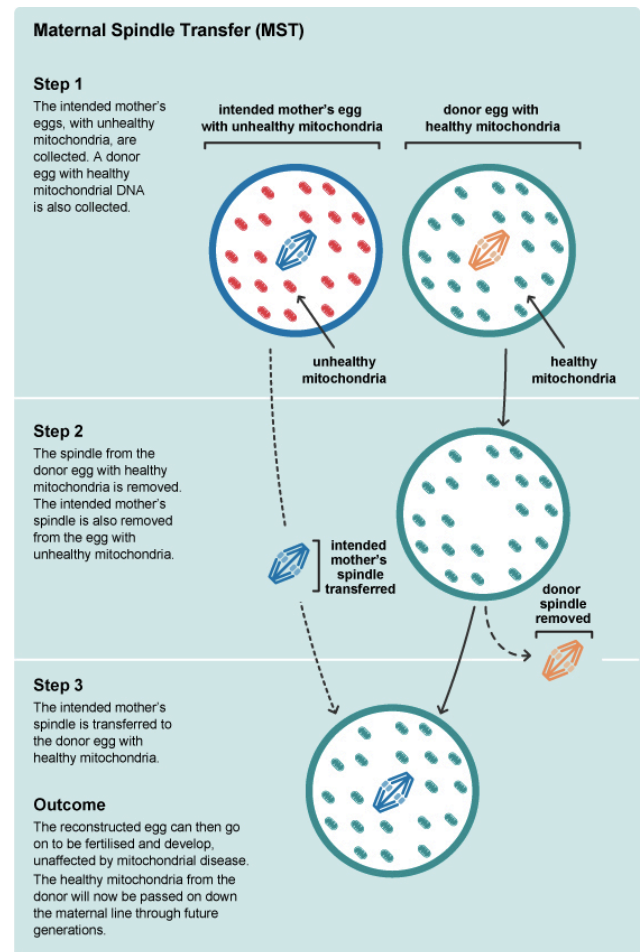 Maternal Spindle Transfer (MST)
Step 1
The intended mother's
eggs, with unhealthy
mitochondria, are
collected. A donor
egg with healthy
mitochondrial DNA
is also collected.
intended mother's egg
with unhealthy mitochondria
donor egg with
healthy mitochondria
unhealthy
mitochondria
healthy
mitochondria
Step 2
The spindle from the
donor egg with healthy
mitochondria is removed.
The intended mother's
spindle is also removed
from the egg with
unhealthy mitochondria.
intended
mother's
spindle
transferred
donor
spindle
removed
Step 3
The intended mother's
spindle is transferred to
the donor egg with
healthy mitochondria.
Outcome
The reconstructed egg can then go
on to be fertilised and develop,
unaffected by mitochondrial disease.
The healthy mitochondria from the
donor will now be passed on down
the maternal line through future
generations.